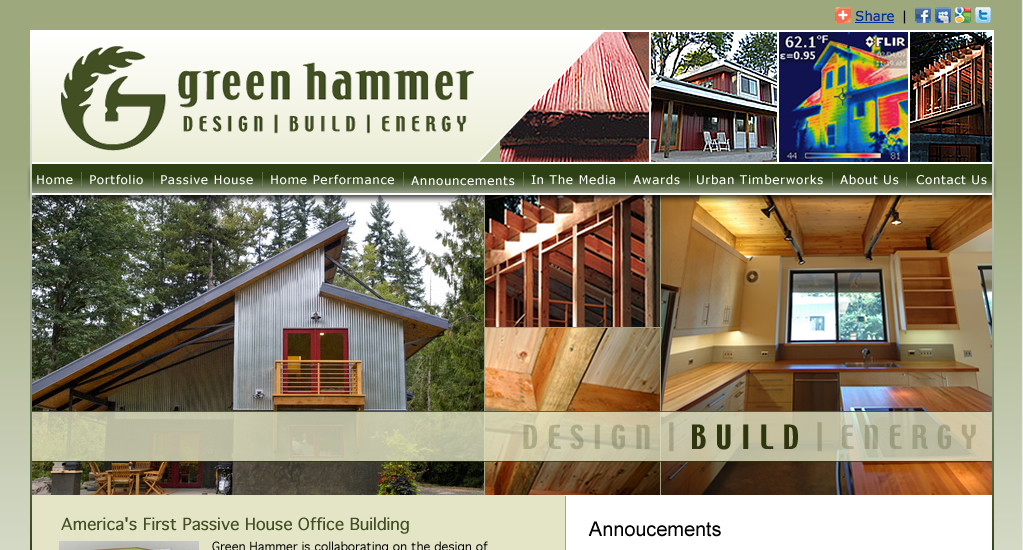 Share |
green hammer
DESIGN | BUILD | ENERGY
62.1°F FLIR
ε=0.95
44 81
Home Portfolio Passive House Home Performance Announcements In The Media Awards Urban Timberworks About Us Contact Us
DESIGN | BUILD | ENERGY
America's First Passive House Office Building
Green Hammer is collaborating on the design of
Annoucements